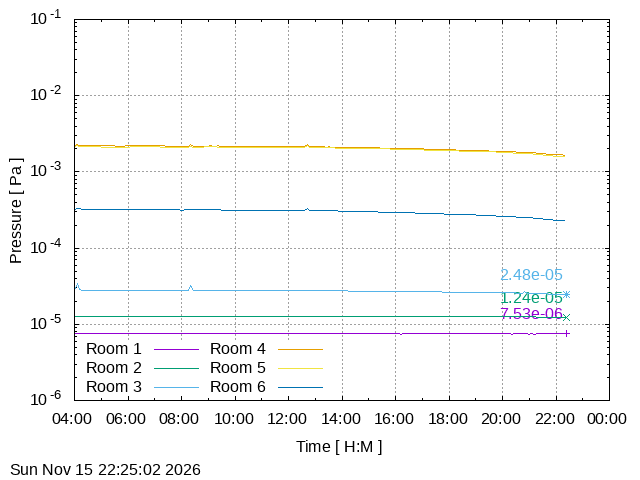 10^-1
10^-2
10^-3
10^-4
10^-5
10^-6
Pressure [ Pa ]
2.48e-05
1.24e-05
7.53e-06
Room 1 Room 4
Room 2 Room 5
Room 3 Room 6
04:00 06:00 08:00 10:00 12:00 14:00 16:00 18:00 20:00 22:00 00:00
Time [ H:M ]
Sun Nov 15 22:25:02 2026